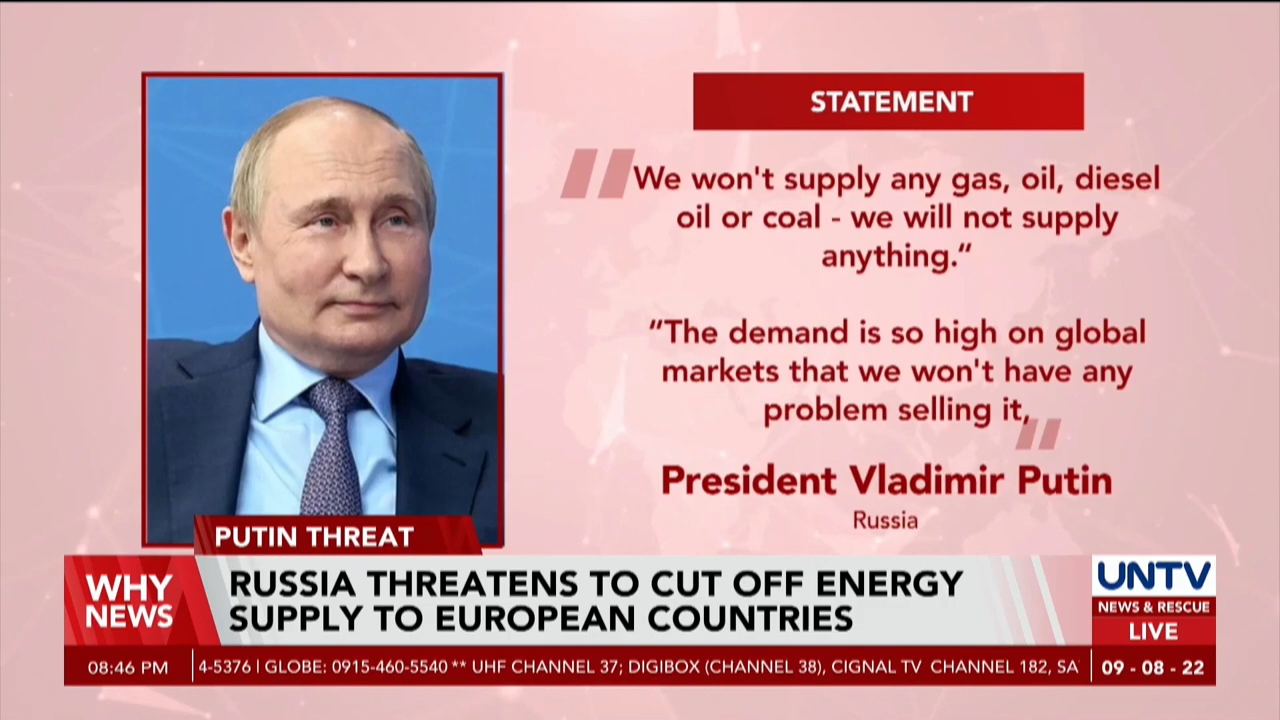 STATEMENT
We won't supply any gas, oil, diesel
oil or coal - we will not supply
anything.“
“The demand is so high on global
markets that we won't have any
problem selling it,
President Vladimir Putin
Russia
PUTIN THREAT
WHY
NEWS
RUSSIA THREATENS TO CUT OFF ENERGY
SUPPLY TO EUROPEAN COUNTRIES
UNTV
NEWS & RESCUE
LIVE
08:46 PM
4-5376 | GLOBE: 0915-460-5540 ** UHF CHANNEL 37; DIGIBOX (CHANNEL 38), CIGNAL TV CHANNEL 182, SA
09 - 08 - 22